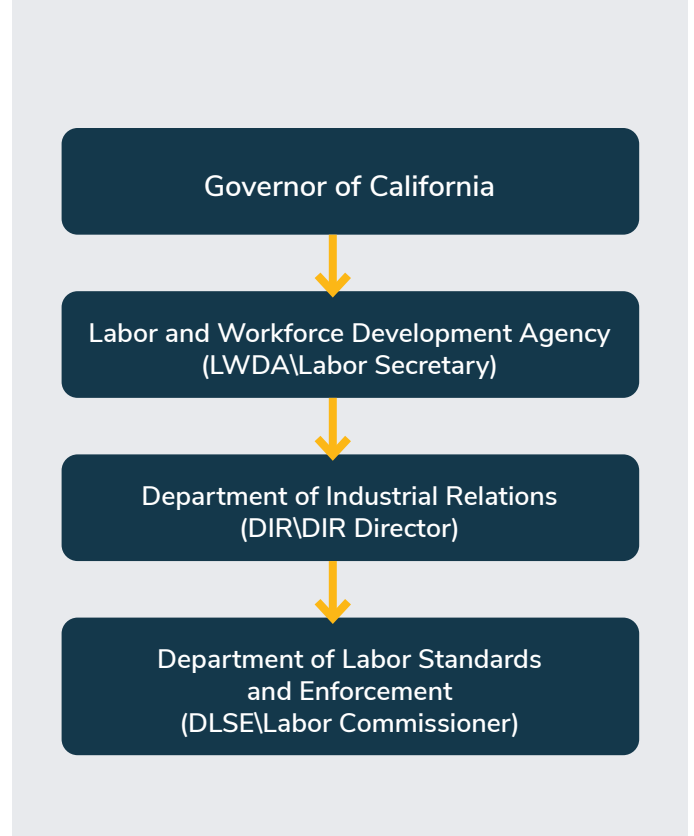 Governor of California
Labor and Workforce Development Agency
(LWDA\Labor Secretary)
Department of Industrial Relations
(DIR\DIR Director)
Department of Labor Standards
and Enforcement
(DLSE\Labor Commissioner)